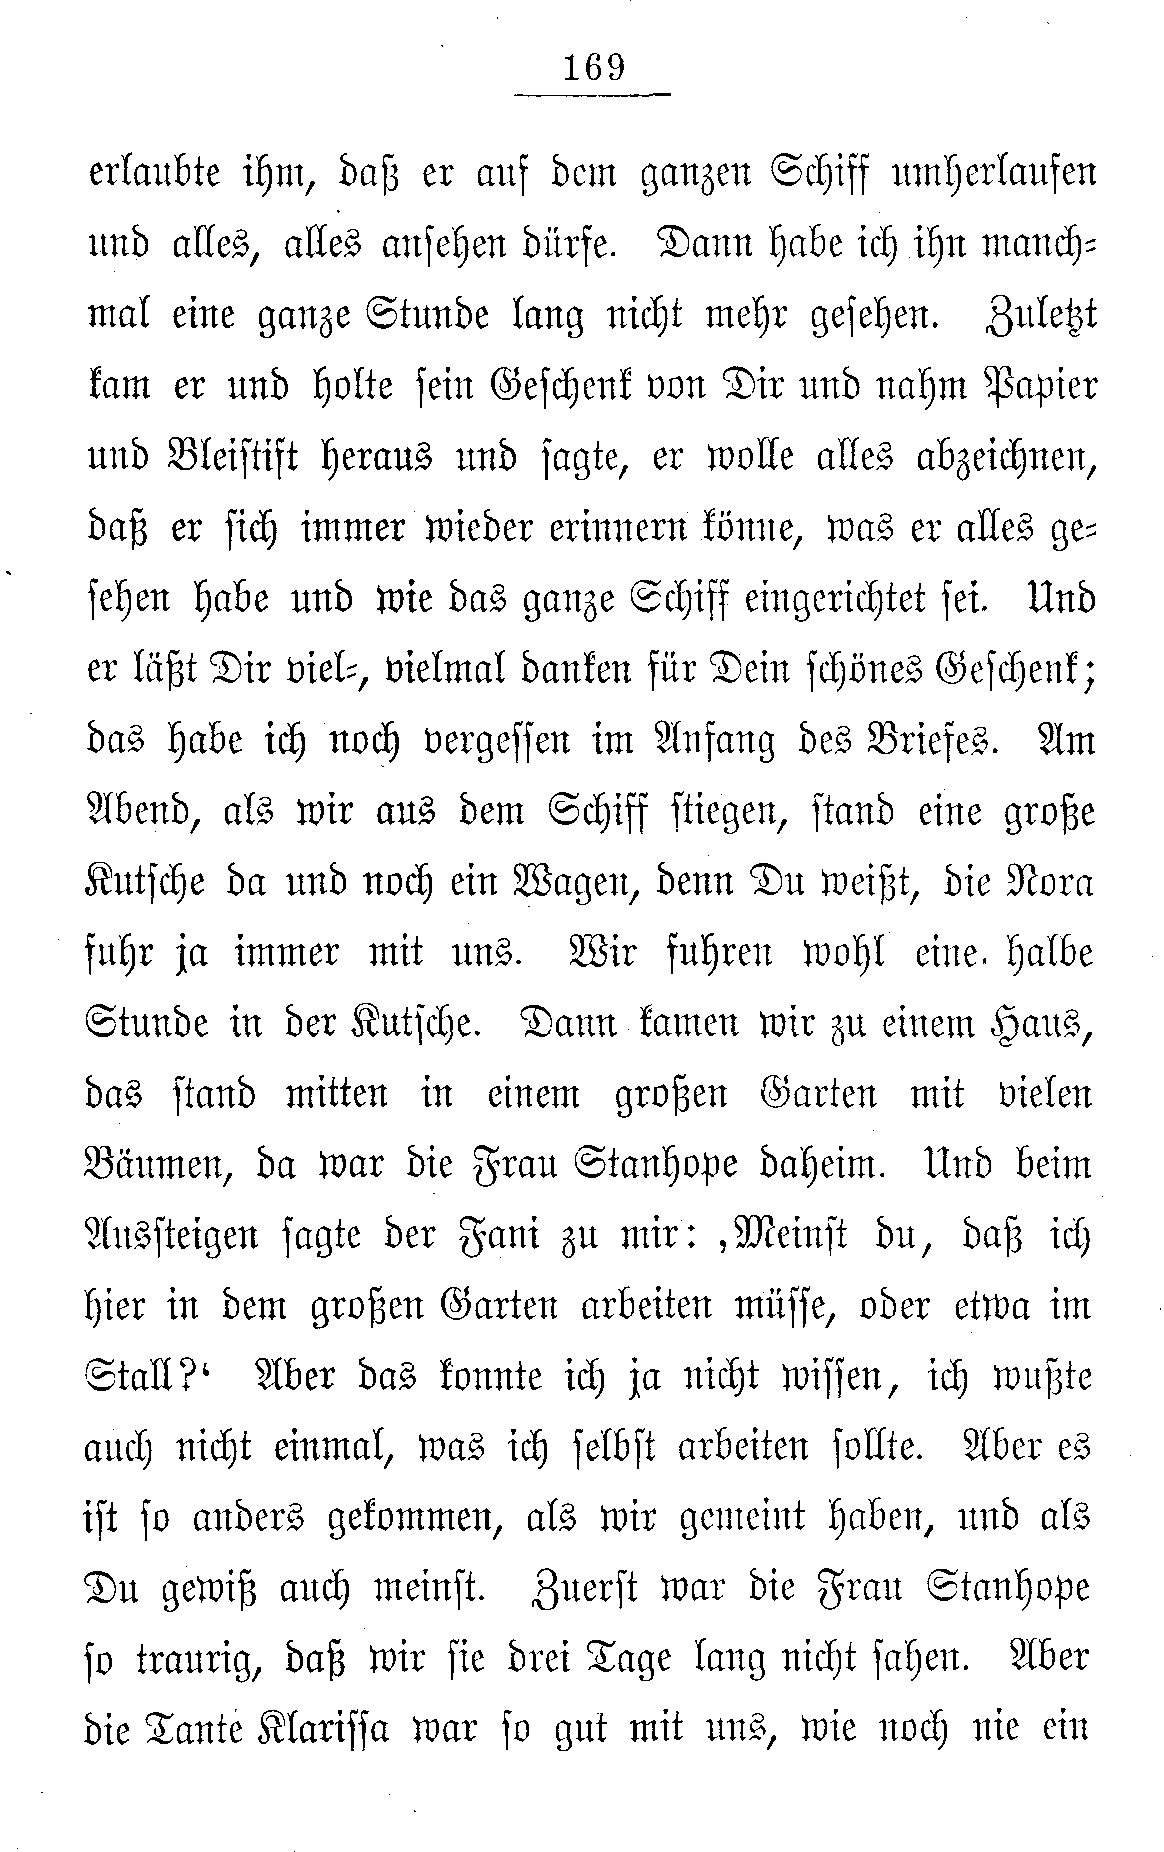 169
erlaubte ihm, daß er auf dem ganzen Schiff umherlaufen
und alles, alles ansehen dürfe. Dann habe ich ihn manch-
mal eine ganze Stunde lang nicht mehr gesehen. Zuletzt
kam er und holte sein Geschenk von Dir und nahm Papier
und Bleistift heraus und sagte, er wolle alles abzeichnen,
daß er sich immer wieder erinnern könne, was er alles ge-
sehen habe und wie das ganze Schiff eingerichtet sei. Und
er läßt Dir viel-, vielmal danken für Dein schönes Geschenk;
das habe ich noch vergessen im Anfang des Briefes. Am
Abend, als wir aus dem Schiff stiegen, stand eine große
Kutsche da und noch ein Wagen, denn Du weißt, die Nora
fuhr ja immer mit uns. Wir fuhren wohl eine halbe
Stunde in der Kutsche. Dann kamen wir zu einem Haus,
das stand mitten in einem großen Garten mit vielen
Bäumen, da war die Frau Stanhope daheim. Und beim
Aussteigen sagte der Fani zu mir: ‚Meinst du, daß ich
hier in dem großen Garten arbeiten müsse, oder etwa im
Stall?‘ Aber das konnte ich ja nicht wissen, ich wußte
auch nicht einmal, was ich selbst arbeiten sollte. Aber es
ist so anders gekommen, als wir gemeint haben, und als
Du gewiß auch meinst. Zuerst war die Frau Stanhope
so traurig, daß wir sie drei Tage lang nicht sahen. Aber
die Tante Klarissa war so gut mit uns, wie noch nie ein